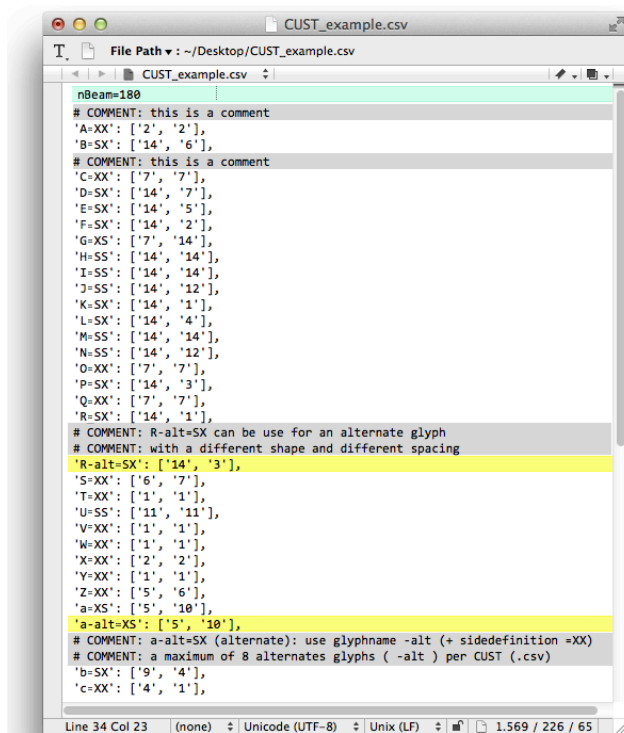 CUST_example.csv
T. File Path ▾ : ~/Desktop/CUST_example.csv
CUST_example.csv
nBeam=180
# COMMENT: this is a comment
'A=XX': ['2', '2'],
'B=SX': ['14', '6'],
# COMMENT: this is a comment
'C=XX': ['7', '7'],
'D=SX': ['14', '7'],
'E=SX': ['14', '5'],
'F=SX': ['14', '2'],
'G=XS': ['7', '14'],
'H=SS': ['14', '14'],
'I=SS': ['14', '14'],
'J=SS': ['14', '12'],
'K=SX': ['14', '1'],
'L=SX': ['14', '4'],
'M=SS': ['14', '14'],
'N=SS': ['14', '12'],
'O=XX': ['7', '7'],
'P=SX': ['14', '3'],
'Q=XX': ['7', '7'],
'R=SX': ['14', '1'],
# COMMENT: R-alt=SX can be use for an alternate glyph
# COMMENT: with a different shape and different spacing
'R-alt=SX': ['14', '3'],
'S=XX': ['6', '7'],
'T=XX': ['1', '1'],
'U=SS': ['11', '11'],
'V=XX': ['1', '1'],
'W=XX': ['1', '1'],
'X=XX': ['2', '2'],
'Y=XX': ['1', '1'],
'Z=XX': ['5', '6'],
'a=XS': ['5', '10'],
'a-alt=XS': ['5', '10'],
# COMMENT: a-alt=SX (alternate): use glyphname -alt (+ sidedefinition =XX)
# COMMENT: a maximum of 8 alternates glyphs ( -alt ) per CUST (.csv)
'b=SX': ['9', '4'],
'c=XX': ['4', '1'],
Line 34 Col 23 (none) Unicode (UTF-8) Unix (LF) 1.569 / 226 / 65